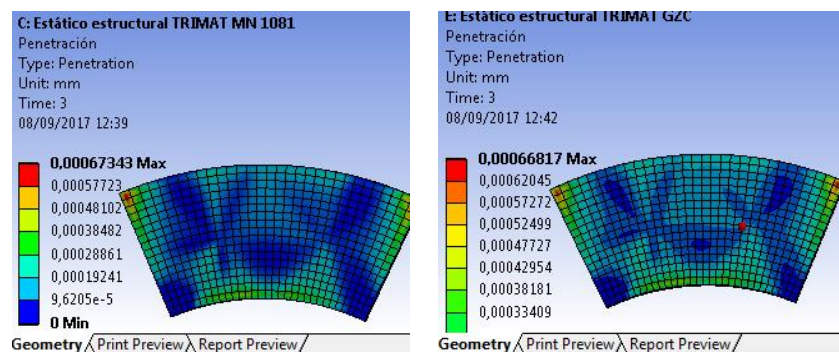 C: Estático estructural TRIMAT MN 1081
Penetración
Type: Penetration
Unit: mm
Time: 3
08/09/2017 12:39
0,00067343 Max
0,00057723
0,00048102
0,00038482
0,00028861
0,00019241
9,6205e-5
0 Min
Geometry Print Preview Report Preview
E: Estático estructural TRIMAT GZC
Penetración
Type: Penetration
Unit: mm
Time: 3
08/09/2017 12:42
0,00066817 Max
0,00062045
0,00057272
0,00052499
0,00047727
0,00042954
0,00038181
0,00033409
Geometry Print Preview Report Preview